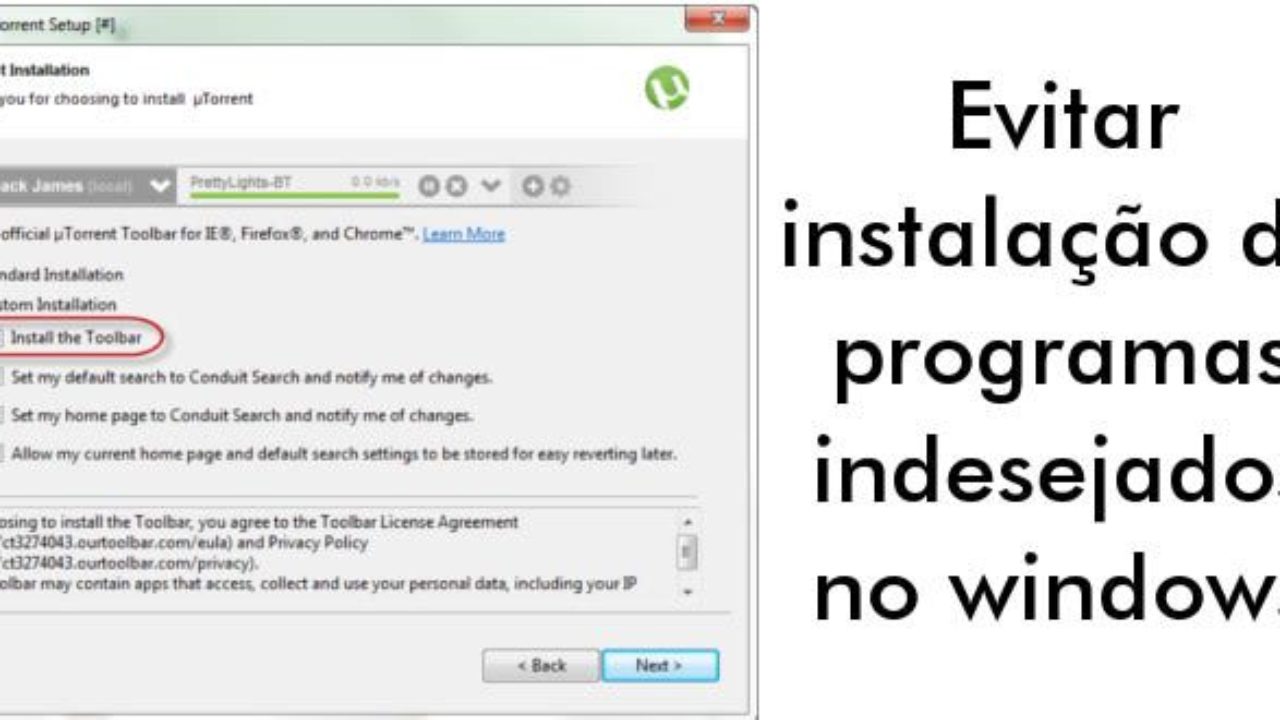 orrent Setup [#]
t Installation
you for choosing to install µTorrent
ack James (local)
PrettyLights-BT 0.0 kb/s
official µTorrent Toolbar for IE®, Firefox®, and Chrome™. Learn More
ndard Installation
stom Installation
Install the Toolbar
Set my default search to Conduit Search and notify me of changes.
Set my home page to Conduit Search and notify me of changes.
Allow my current home page and default search settings to be stored for easy reverting later.
osing to install the Toolbar, you agree to the Toolbar License Agreement
/ct3274043.ourtoolbar.com/eula) and Privacy Policy
/ct3274043.ourtoolbar.com/privacy).
olbar may contain apps that access, collect and use your personal data, including your IP
< Back Next >
Evitar
instalação d
programas
indesejados
no windows